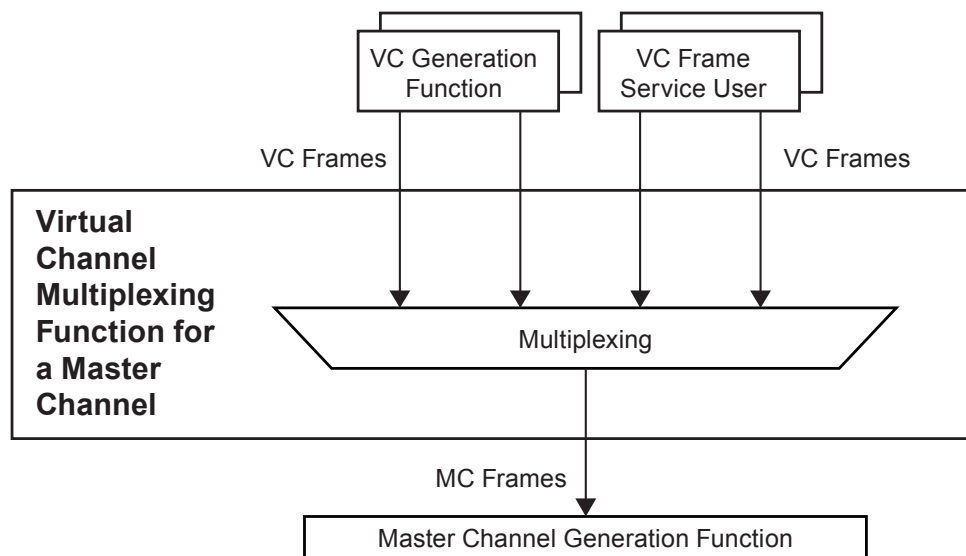 VC Generation
Function
VC Frame
Service User
VC Frames
VC Frames
Virtual
Channel
Multiplexing
Function for
a Master
Channel
Multiplexing
MC Frames
Master Channel Generation Function